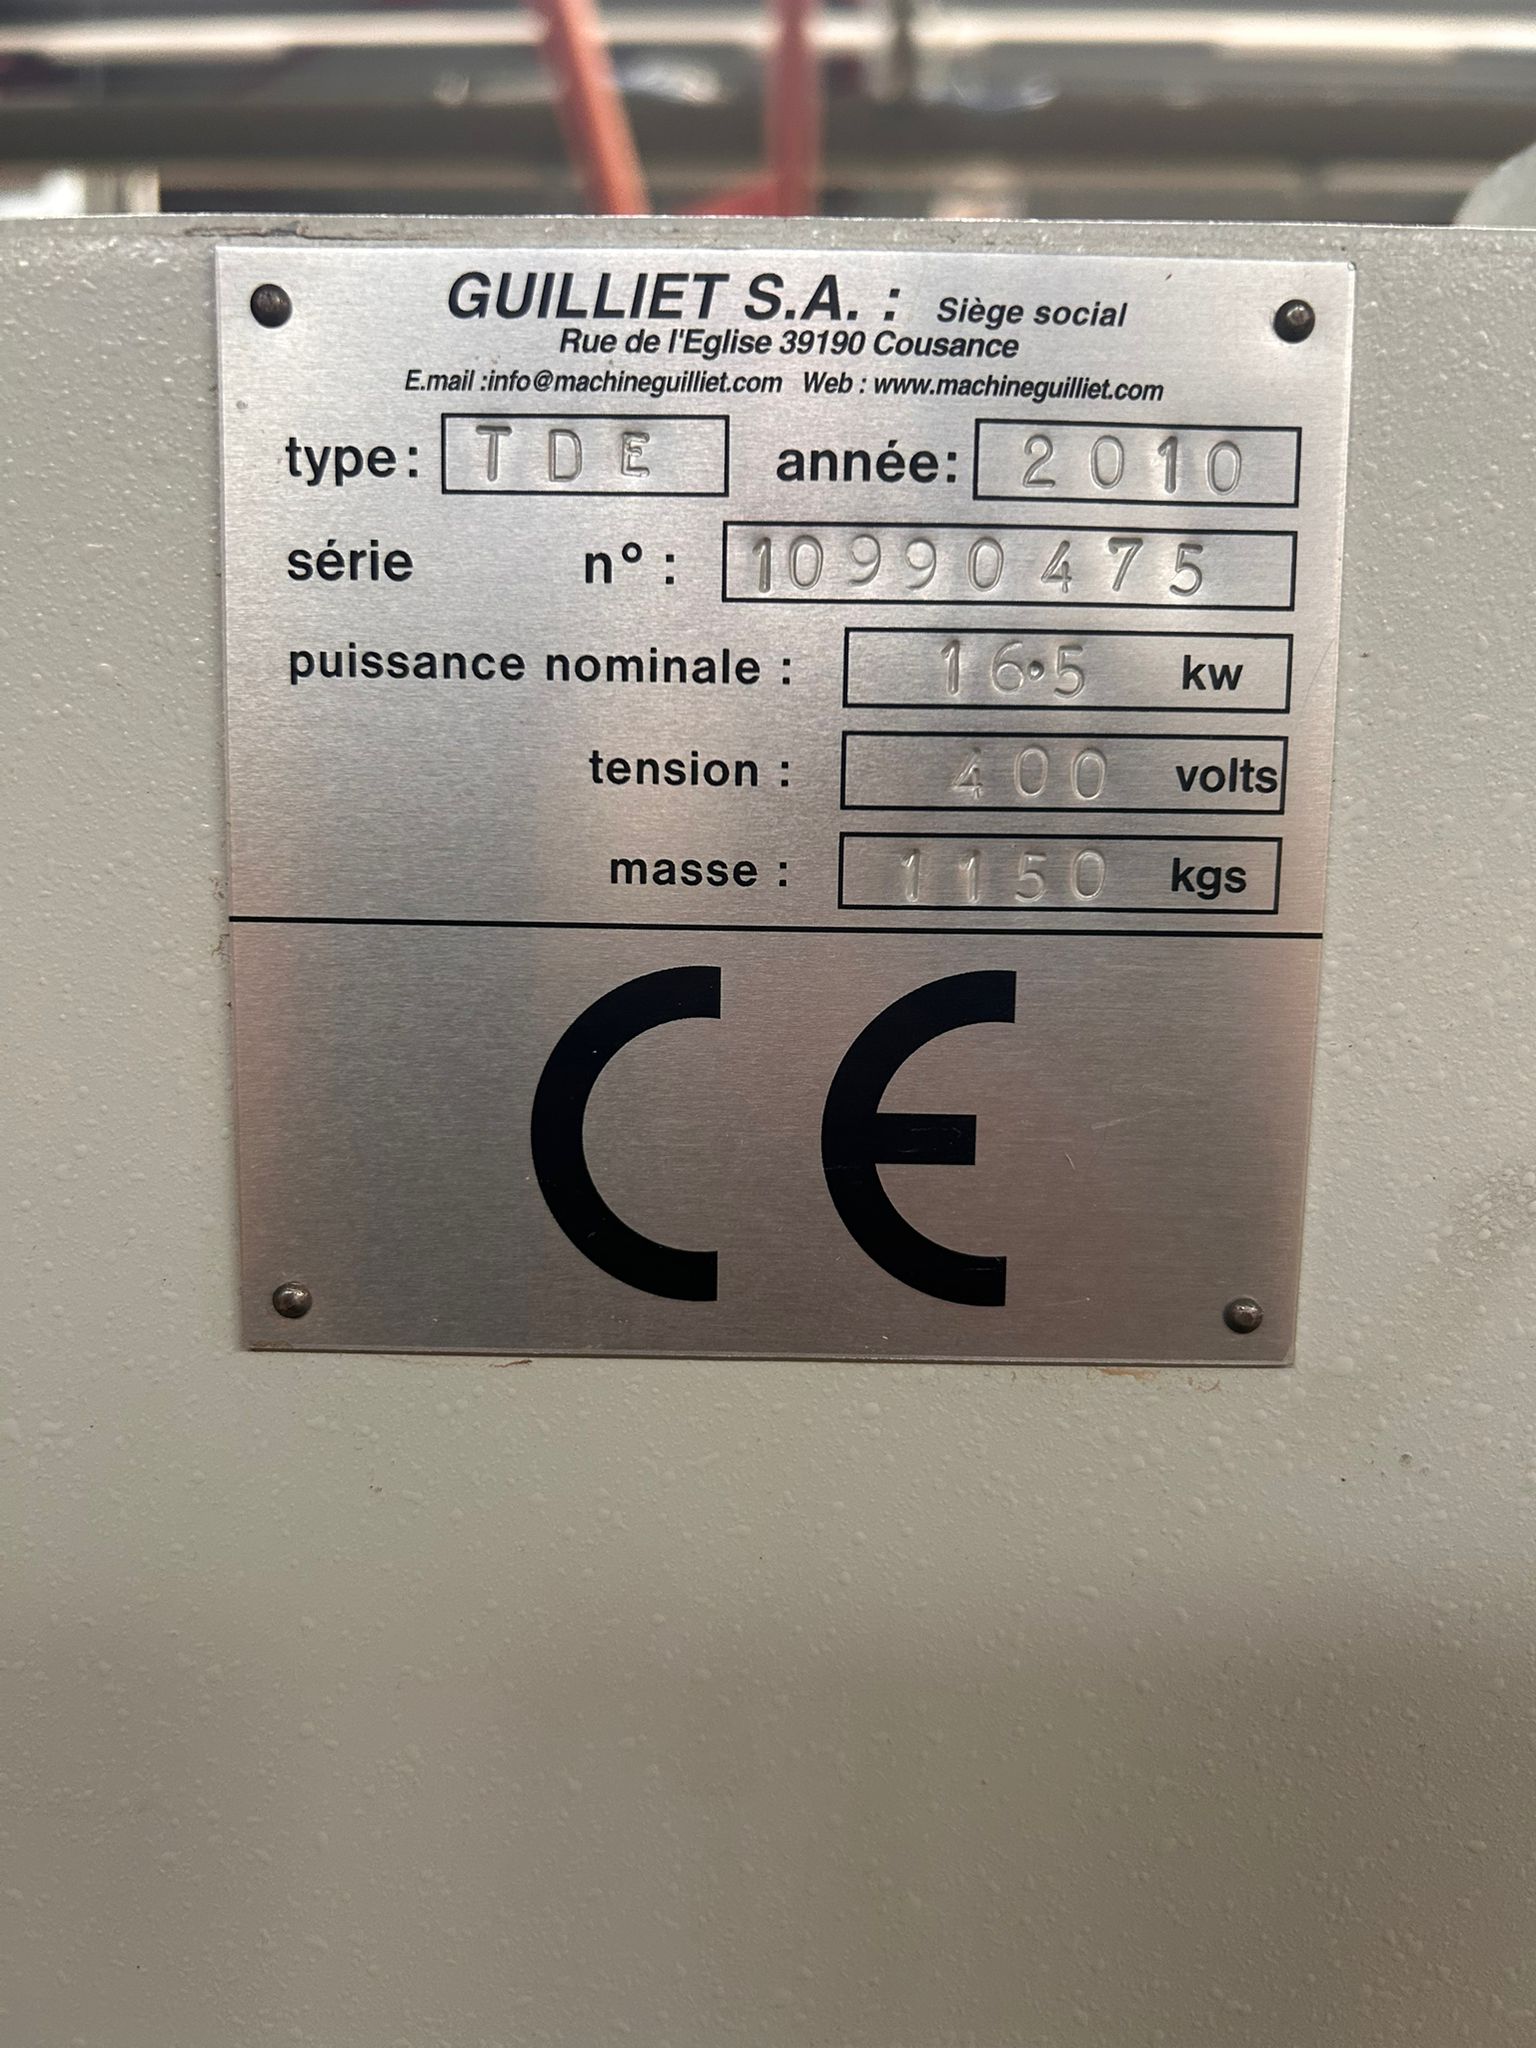 GUILLIET S.A. : Siège social
Rue de l'Eglise 39190 Cousance
E.mail :info@machineguilliet.com Web : www.machineguilliet.com
type: TDE année: 2010
série n° : 10990475
puissance nominale : 16.5 kw
tension : 400 volts
masse : 1150 kgs
CE